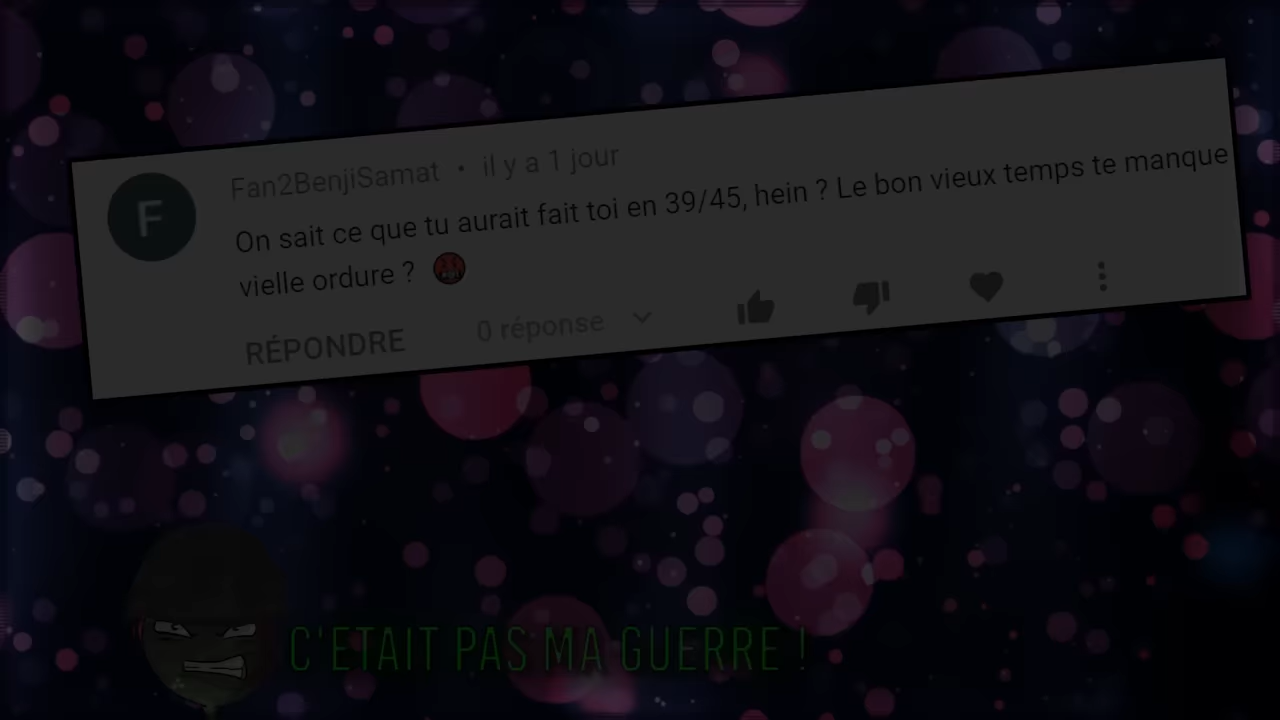 F
Fan2BenjiSamat • il y a 1 jour
On sait ce que tu aurait fait toi en 39/45, hein ? Le bon vieux temps te manque
vielle ordure ? 🤬
RÉPONDRE 0 réponse
C'ETAIT PAS MA GUERRE !